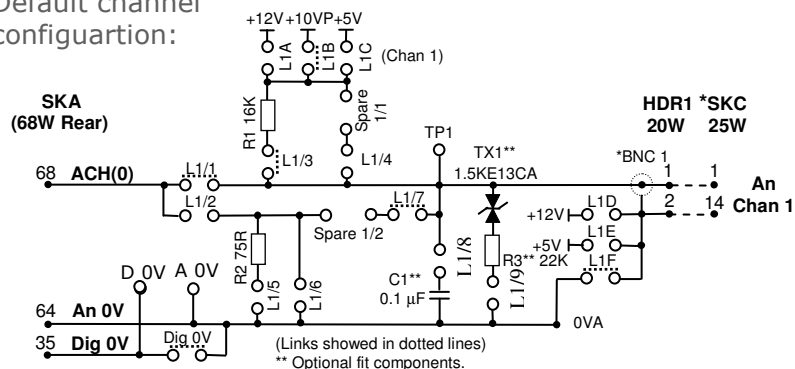 Default channel
configuartion:
+12V +10VP +5V
L1A
L1B
L1C
(Chan 1)
SKA
(68W Rear)
HDR1 *SKC
20W 25W
R1 16K
Spare
1/1
TP1
TX1**
1.5KE13CA
*BNC 1
L1/3
L1/4
68 ACH(0)
L1/1
L1/2
L1/7
1 1
2 14
An
Chan 1
Spare 1/2
+12V
L1D
+5V
L1E
L1F
R2 75R
L1/5
L1/6
D 0V A 0V
C1**
0.1 µF
L1/8
R3** 22K
L1/9
64 An 0V
0VA
35 Dig 0V
Dig 0V
(Links showed in dotted lines)
** Optional fit components.